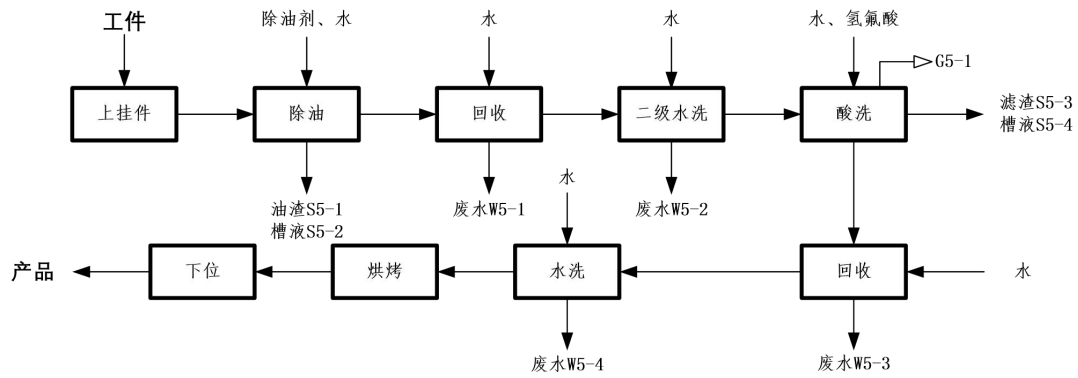 工件
除油剂、水
水
水
水、氢氟酸
G5-1
上挂件
除油
回收
二级水洗
酸洗
滤渣S5-3
槽液S5-4
油渣S5-1
槽液S5-2
废水W5-1
水
废水W5-2
产品
下位
烘烤
水洗
回收
水
废水W5-4
废水W5-3